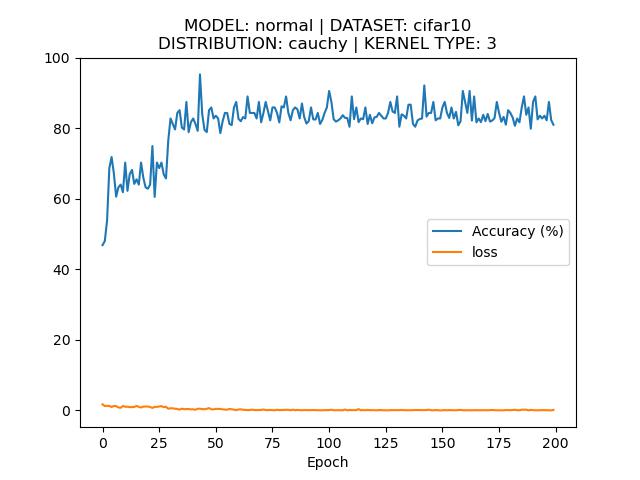 MODEL: normal | DATASET: cifar10
DISTRIBUTION: cauchy | KERNEL TYPE: 3
100
80
60
40
20
0
Accuracy (%)
loss
0 25 50 75 100 125 150 175 200
Epoch